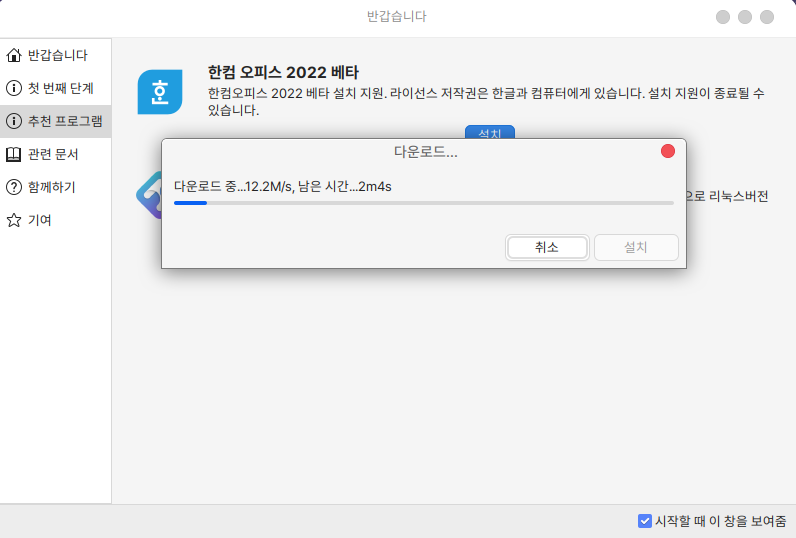 반갑습니다
반갑습니다
첫 번째 단계
추천 프로그램
관련 문서
함께하기
기여
혼
한컴 오피스 2022 베타
한컴오피스 2022 베타 설치 지원. 라이선스 저작권은 한글과 컴퓨터에게 있습니다. 설치 지원이 종료될 수
있습니다.
설치
다운로드...
다운로드 중...12.2M/s, 남은 시간...2m4s
으로 리눅스버전
취소
설치
시작할 때 이 창을 보여줌